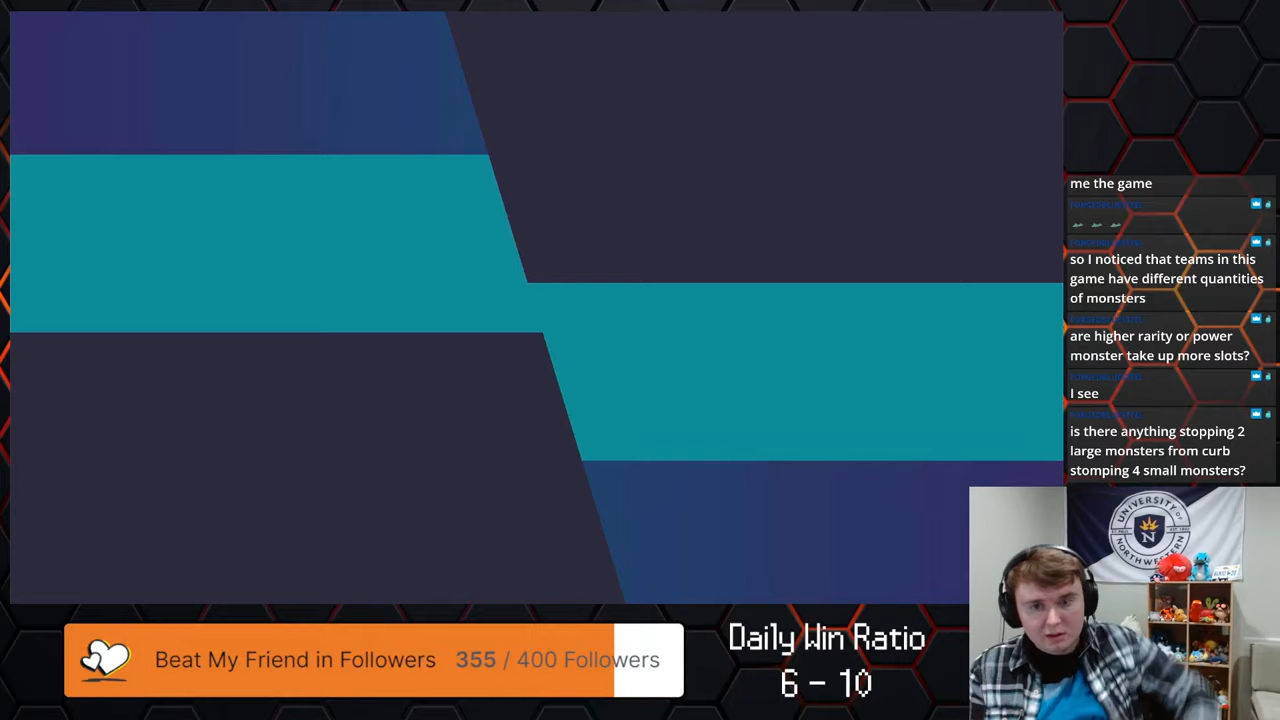 me the game
so I noticed that teams in this
game have different quantities
of monsters
are higher rarity or power
monster take up more slots?
I see
is there anything stopping 2
large monsters from curb
stomping 4 small monsters?
UNIVERSITY OF
N
NORTHWESTERN
Beat My Friend in Followers 355 / 400 Followers
Daily Win Ratio
6 - 10